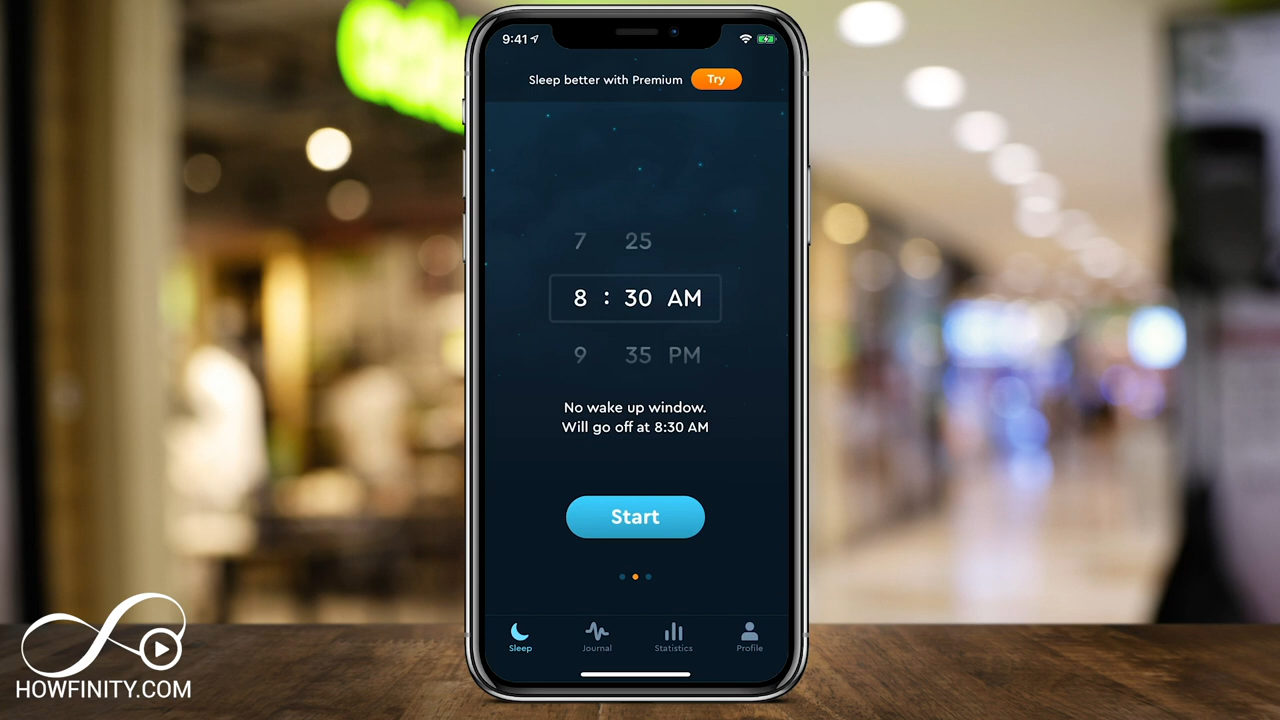 9:41
Sleep better with Premium Try
7 25
8 : 30 AM
9 35 PM
No wake up window.
Will go off at 8:30 AM
Start
Sleep Journal Statistics Profile
HOWFINITY.COM